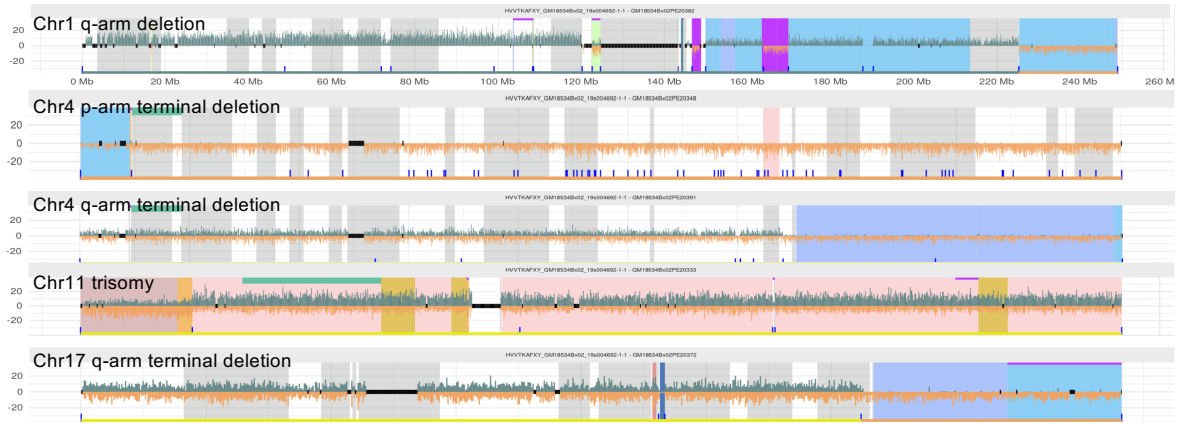 HVVTKAFXY_GM18534Bx02_19s004692-1-1 - GM18534Bx02PE20382
Chr1 q-arm deletion
20
0
-20
0 Mb 20 Mb 40 Mb 60 Mb 80 Mb 100 Mb 120 Mb 140 Mb 160 Mb 180 Mb 200 Mb 220 Mb 240 Mb 260 M
HVVTKAFXY_GM18534Bx02_19s004692-1-1 - GM18534Bx02PE20348
Chr4 p-arm terminal deletion
20
0
-20
HVVTKAFXY_GM18534Bx02_19s004692-1-1 - GM18534Bx02PE20391
Chr4 q-arm terminal deletion
20
0
-20
HVVTKAFXY_GM18534Bx02_19s004692-1-1 - GM18534Bx02PE20333
Chr11 trisomy
20
0
-20
HVVTKAFXY_GM18534Bx02_19s004692-1-1 - GM18534Bx02PE20372
Chr17 q-arm terminal deletion
20
0
-20